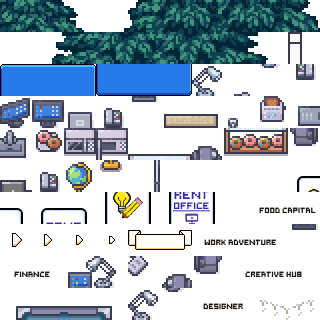 RENT
OFFICE
FOOD CAPITAL
WORK ADVENTURE
FINANCE
CREATIVE HUB
DESIGNER